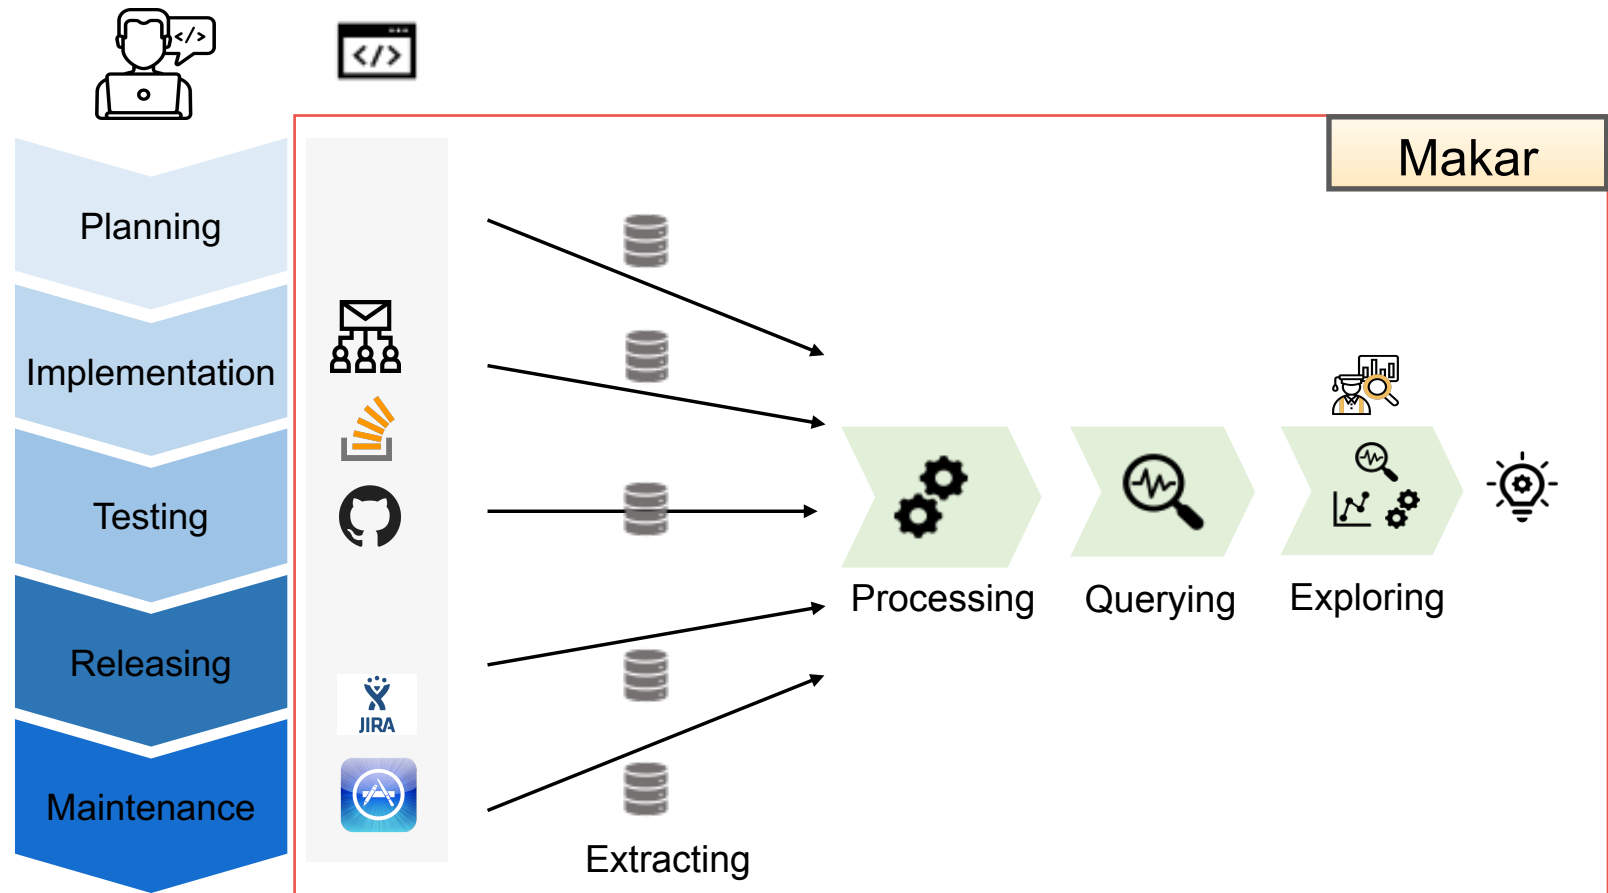 </>
</>
Makar
Planning
Implementation
Testing
Releasing
Maintenance
JIRA
Extracting
Processing
Querying
Exploring